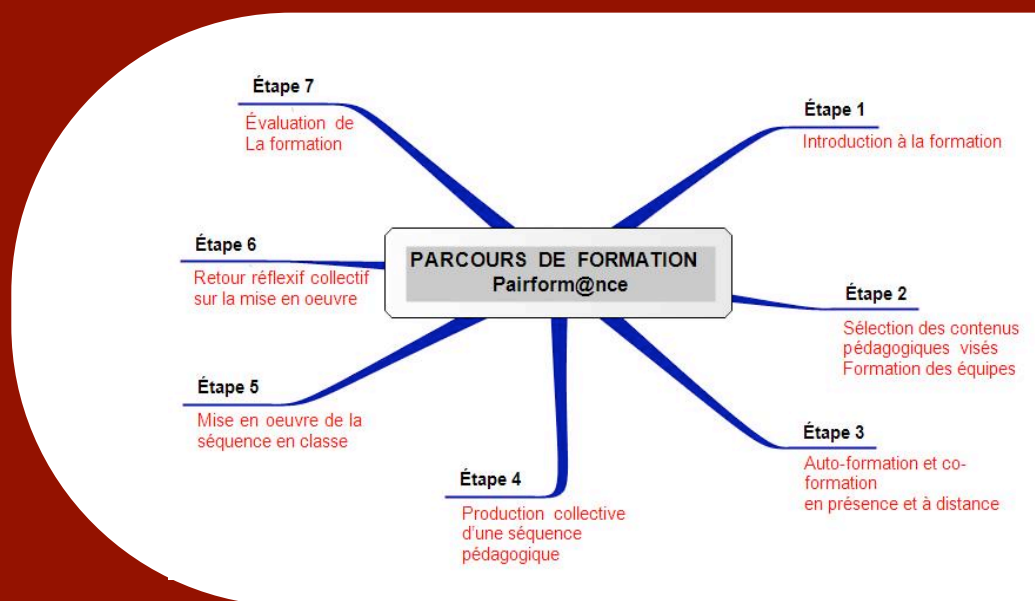 PARCOURS DE FORMATION
Pairform@nce
Étape 1
Introduction à la formation
Étape 2
Sélection des contenus
pédagogiques visés
Formation des équipes
Étape 3
Auto-formation et co-
formation
en présence et à distance
Étape 4
Production collective
d'une séquence
pédagogique
Étape 5
Mise en oeuvre de la
séquence en classe
Étape 6
Retour réflexif collectif
sur la mise en oeuvre
Étape 7
Évaluation de
La formation